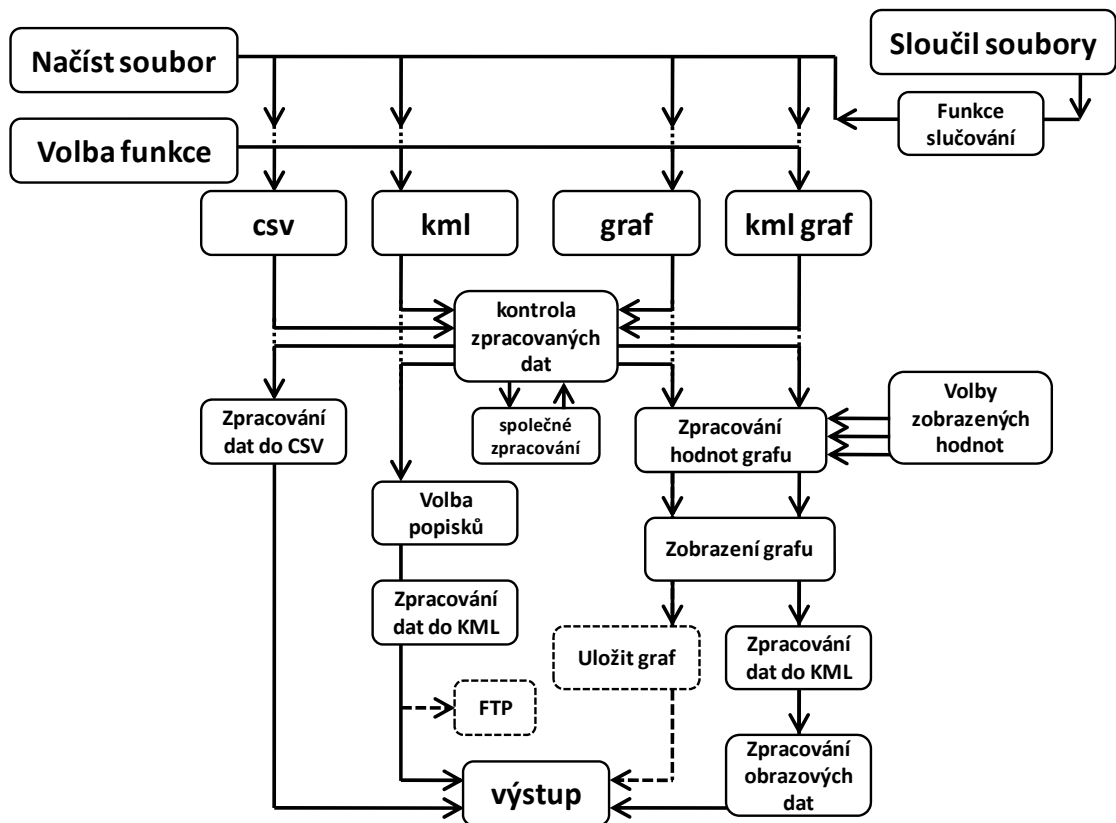 Načíst soubor
Sloučil soubory
Funkce
slučování
Volba funkce
csv
kml
graf
kml graf
kontrola
zpracovaných
dat
Zpracování
dat do CSV
společné
zpracování
Zpracování
hodnot grafu
Volby
zobrazených
hodnot
Volba
popisků
Zobrazení grafu
Zpracování
dat do KML
Uložit graf
Zpracování
dat do KML
FTP
Zpracování
obrazových
dat
výstup